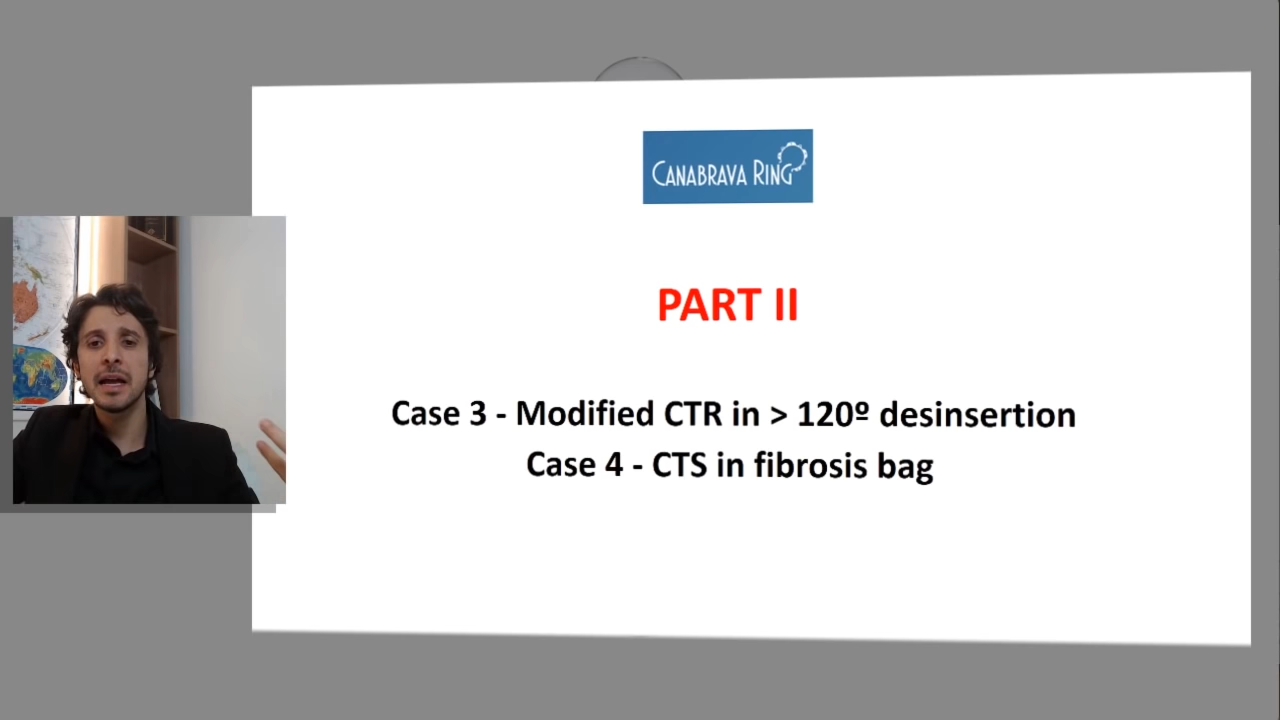 CANABRAVA RING
PART II
Case 3 - Modified CTR in > 120º desinsertion
Case 4 - CTS in fibrosis bag